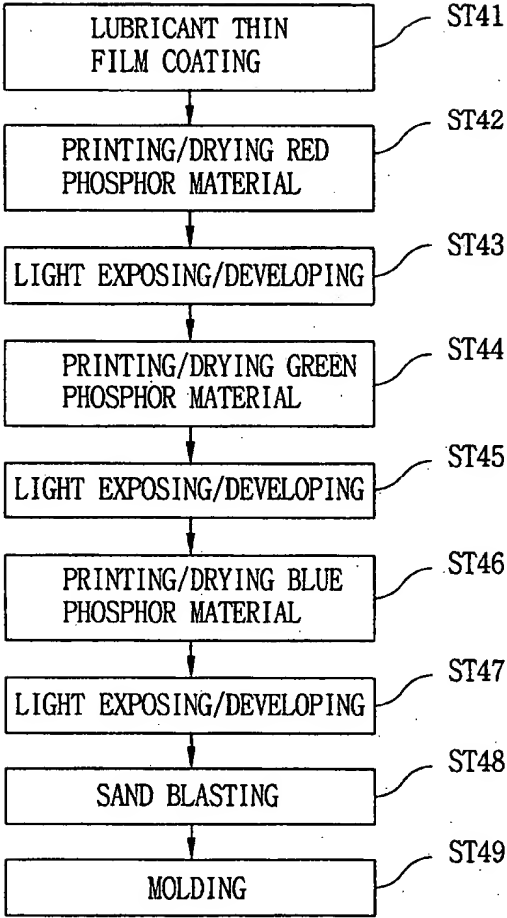 LUBRICANT THIN
FILM COATING
ST41
PRINTING/DRYING RED
PHOSPHOR MATERIAL
ST42
LIGHT EXPOSING/DEVELOPING
ST43
PRINTING/DRYING GREEN
PHOSPHOR MATERIAL
ST44
LIGHT EXPOSING/DEVELOPING
ST45
PRINTING/DRYING BLUE
PHOSPHOR MATERIAL
ST46
LIGHT EXPOSING/DEVELOPING
ST47
SAND BLASTING
ST48
MOLDING
ST49